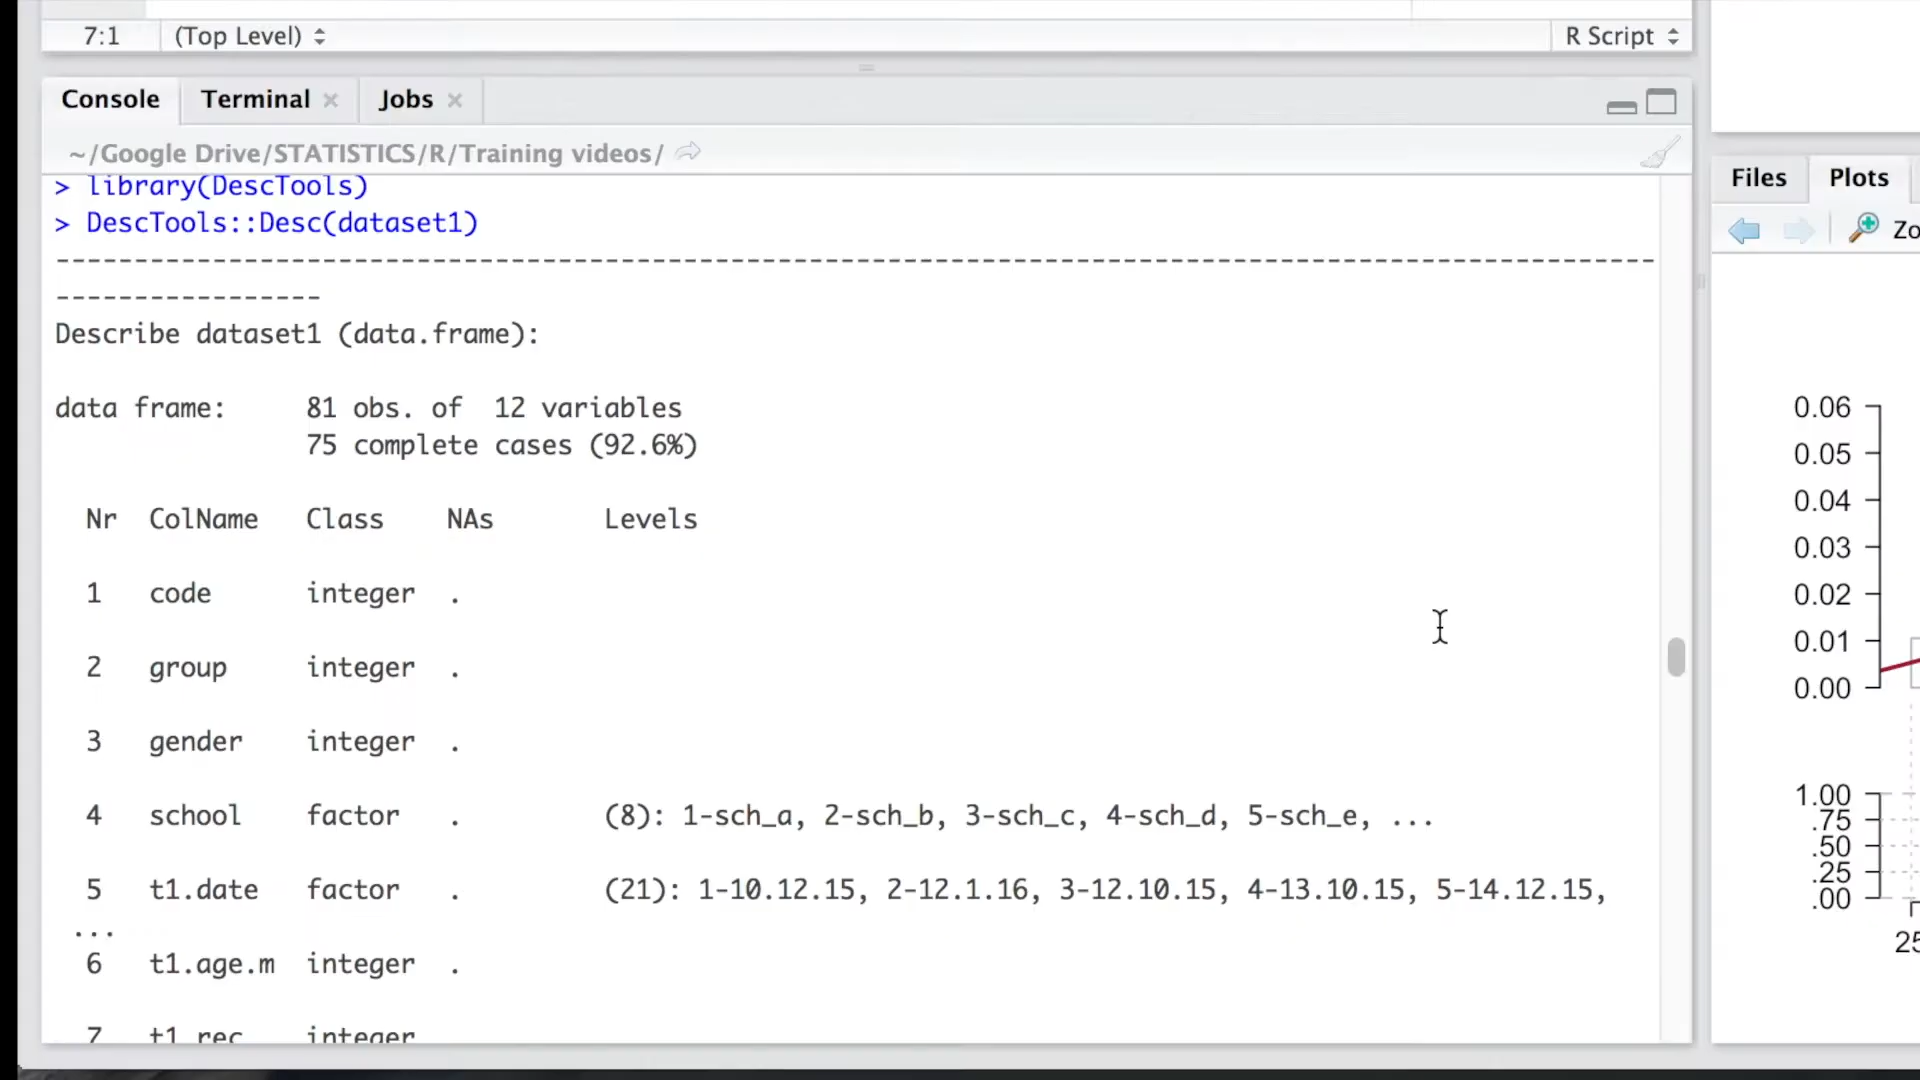 7:1 (Top Level) R Script
Console Terminal Jobs
~/Google Drive/STATISTICS/R/Training videos/
> library(DescTools)
> DescTools::Desc(dataset1)
------------------------------------------------------------------------------------------------------
-----------------
Describe dataset1 (data.frame):
data frame: 81 obs. of 12 variables
75 complete cases (92.6%)
Nr ColName Class NAs Levels
1 code integer .
2 group integer .
3 gender integer .
4 school factor . (8): 1-sch_a, 2-sch_b, 3-sch_c, 4-sch_d, 5-sch_e, ...
5 t1.date factor . (21): 1-10.12.15, 2-12.1.16, 3-12.10.15, 4-13.10.15, 5-14.12.15,
...
6 t1.age.m integer .
7 t1.rec integer
Files Plots
Zo
0.06
0.05
0.04
0.03
0.02
0.01
0.00
1.00
.75
.50
.25
.00
25